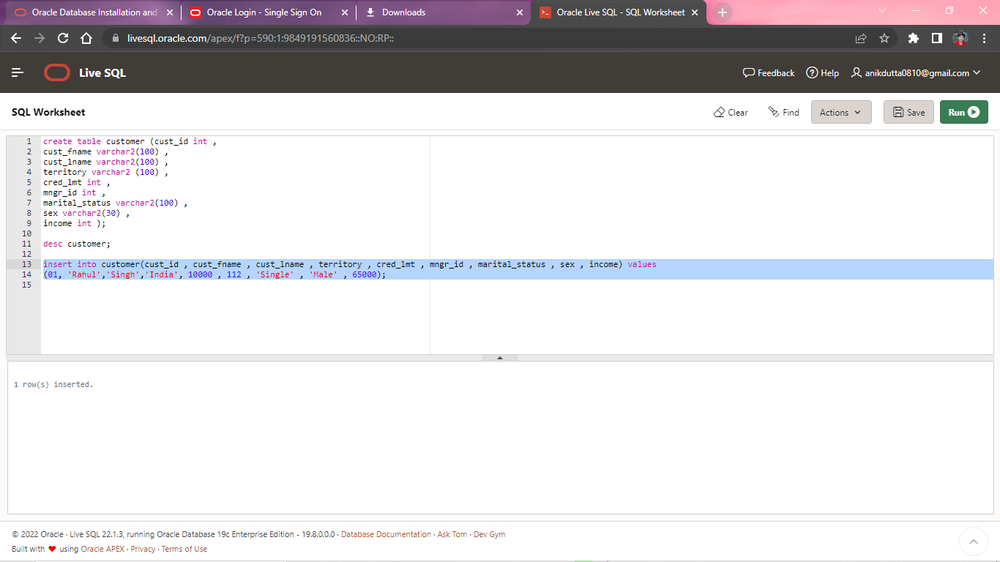 Oracle Database Installation and
Oracle Login - Single Sign On
Downloads
Oracle Live SQL - SQL Worksheet
livesql.oracle.com/apex/f?p=590:1:9849191560836::NO:RP::
Live SQL
Feedback
Help
anikdutta0810@gmail.com
SQL Worksheet
Clear
Find
Actions
Save
Run
1 create table customer (cust_id int ,
2 cust_fname varchar2(100) ,
3 cust_lname varchar2(100) ,
4 territory varchar2 (100) ,
5 cred_lmt int ,
6 mngr_id int ,
7 marital_status varchar2(100) ,
8 sex varchar2(30) ,
9 income int );
10
11 desc customer;
12
13 insert into customer(cust_id , cust_fname , cust_lname , territory , cred_lmt , mngr_id , marital_status , sex , income) values
14 (01, 'Rahul','Singh','India', 10000 , 112 , 'Single' , 'Male' , 65000);
15
1 row(s) inserted.
© 2022 Oracle · Live SQL 22.1.3, running Oracle Database 19c Enterprise Edition - 19.8.0.0.0 · Database Documentation · Ask Tom · Dev Gym
Built with ❤ using Oracle APEX · Privacy · Terms of Use